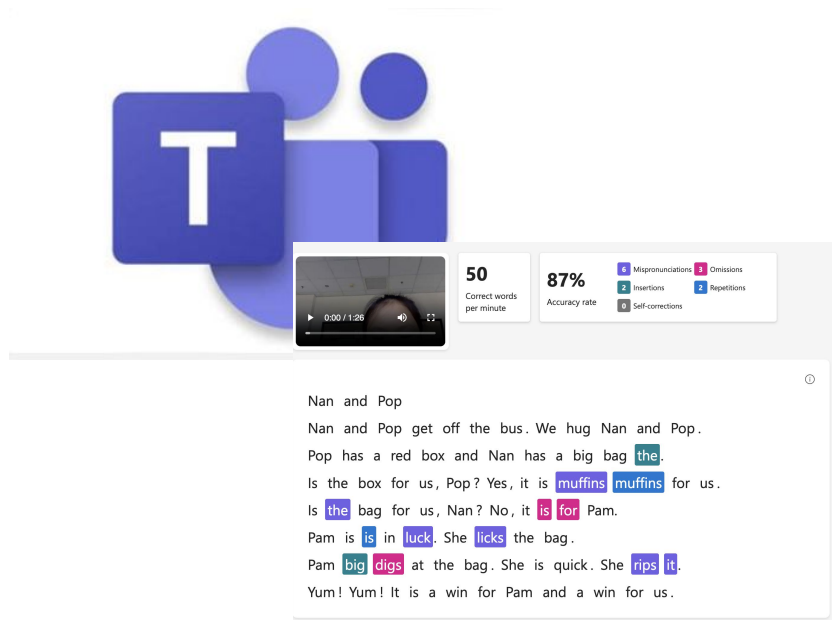 T
0:00 / 1:26
50
Correct words
per minute
87%
Accuracy rate
6 Mispronunciations 3 Omissions
2 Insertions 2 Repetitions
0 Self-corrections
Nan and Pop
Nan and Pop get off the bus. We hug Nan and Pop.
Pop has a red box and Nan has a big bag the.
Is the box for us, Pop? Yes, it is muffins muffins for us.
Is the bag for us, Nan? No, it is for Pam.
Pam is is in luck. She licks the bag.
Pam big digs at the bag. She is quick. She rips it.
Yum! Yum! It is a win for Pam and a win for us.